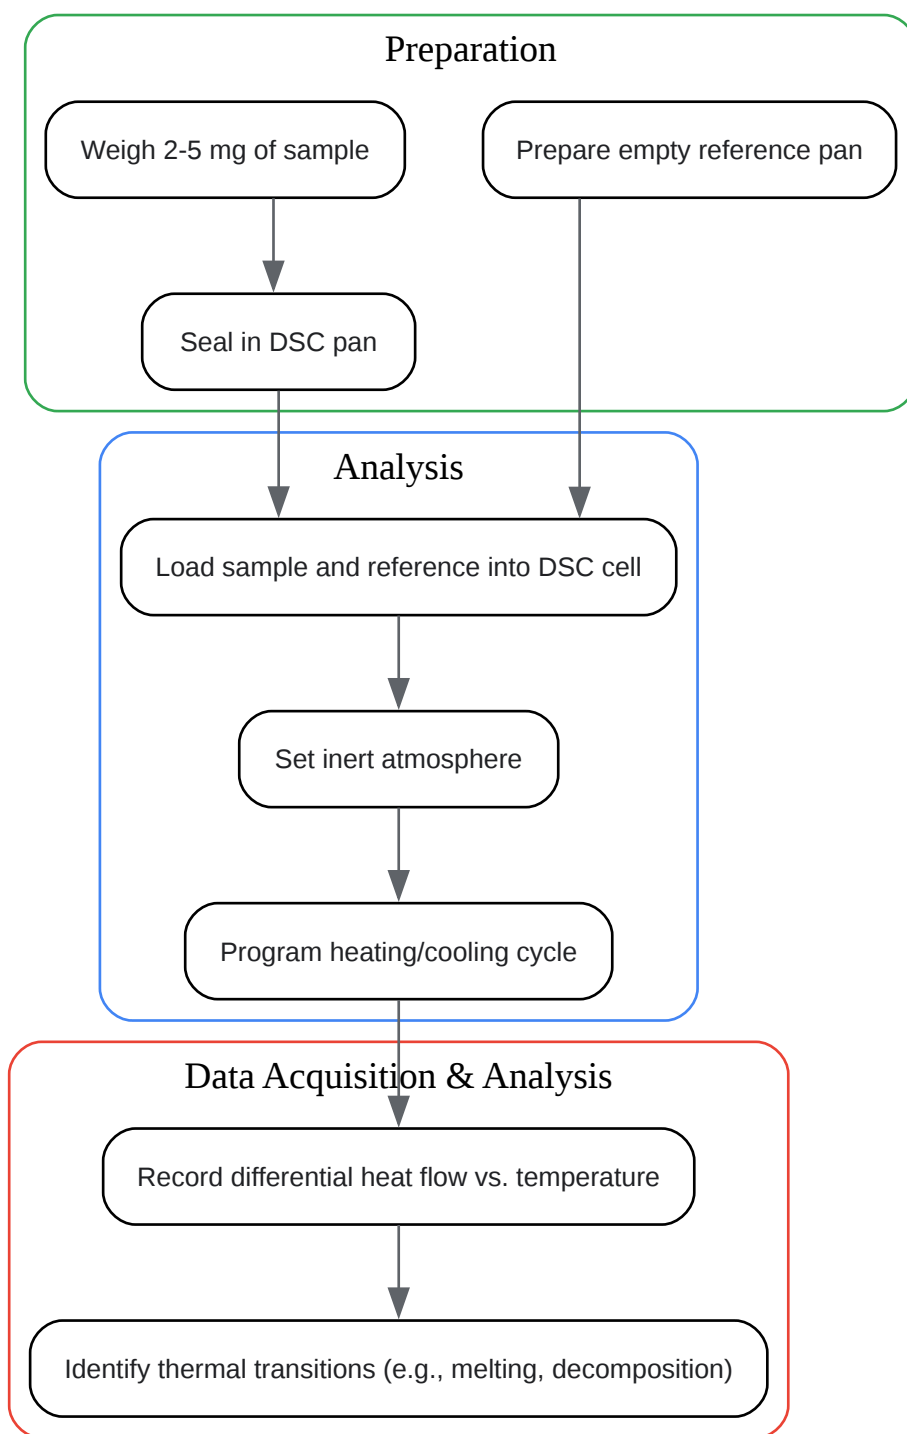 Preparation
Weigh 2-5 mg of sample
Prepare empty reference pan
Seal in DSC pan
Analysis
Load sample and reference into DSC cell
Set inert atmosphere
Program heating/cooling cycle
Data Acquisition & Analysis
Record differential heat flow vs. temperature
Identify thermal transitions (e.g., melting, decomposition)